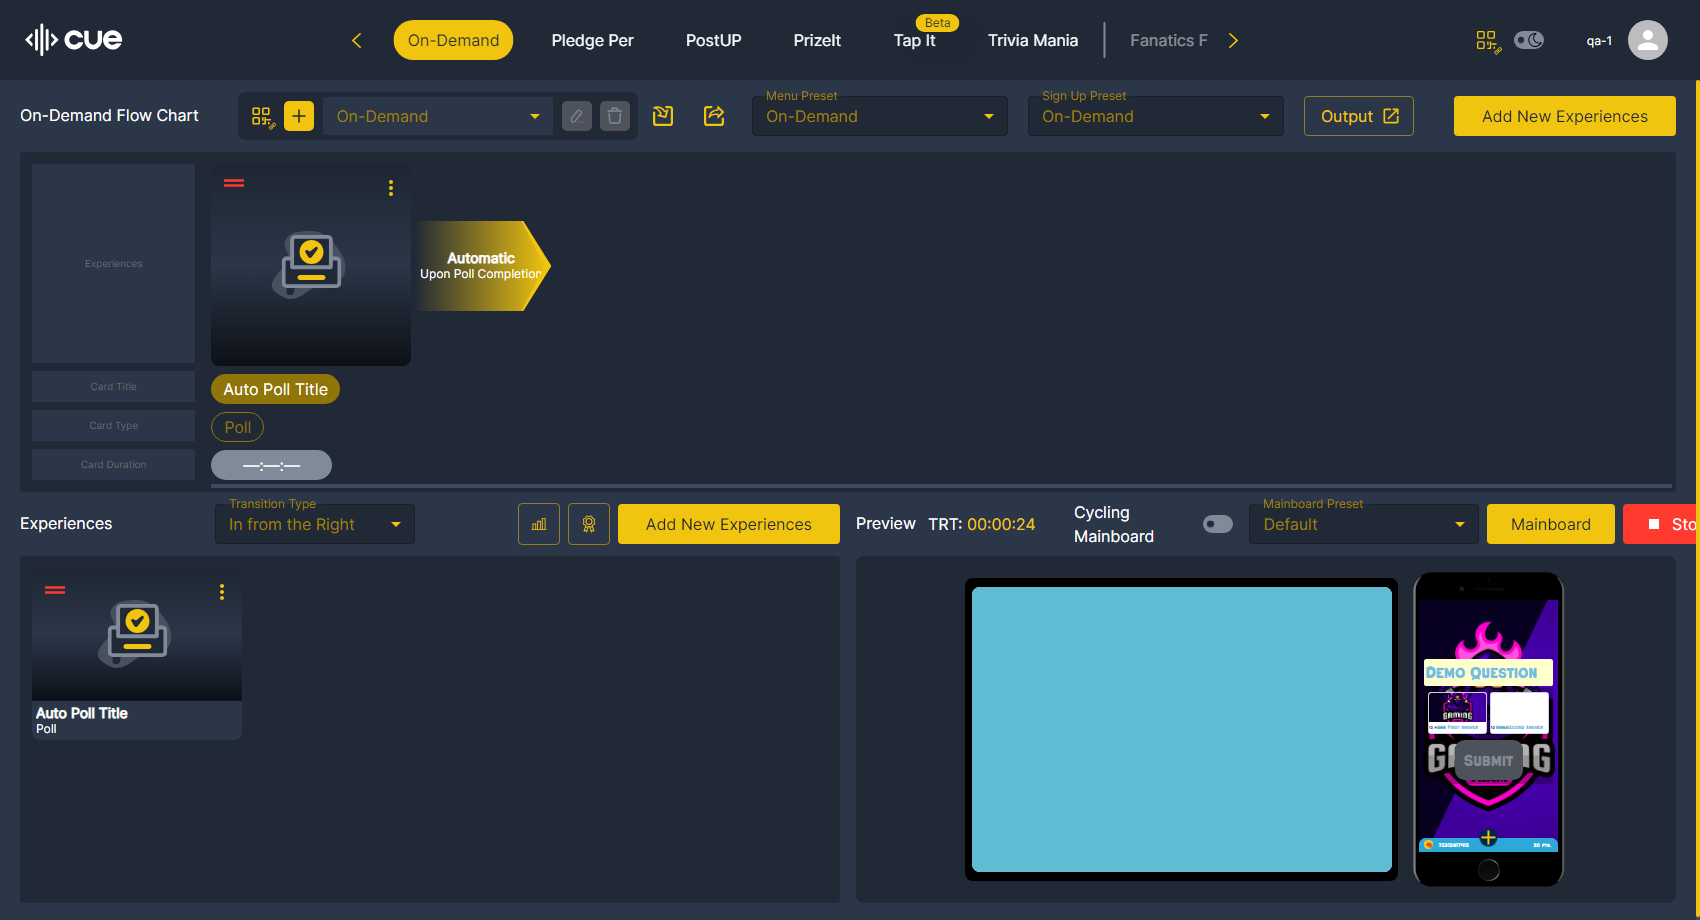 cue
On-Demand
Pledge Per
PostUP
PrizeIt
Beta
Tap It
Trivia Mania
Fanatics F
qa-1
On-Demand Flow Chart
On-Demand
Menu Preset
On-Demand
Sign Up Preset
On-Demand
Output
Add New Experiences
Experiences
Automatic
Upon Poll Completion
Card Title
Auto Poll Title
Card Type
Poll
Card Duration
—:—:—
Experiences
Transition Type
In from the Right
Add New Experiences
Preview
TRT: 00:00:24
Cycling
Mainboard
Mainboard Preset
Default
Mainboard
Sto
Auto Poll Title
Poll
Demo Question
GAMING
First Answer
Second Answer
Submit